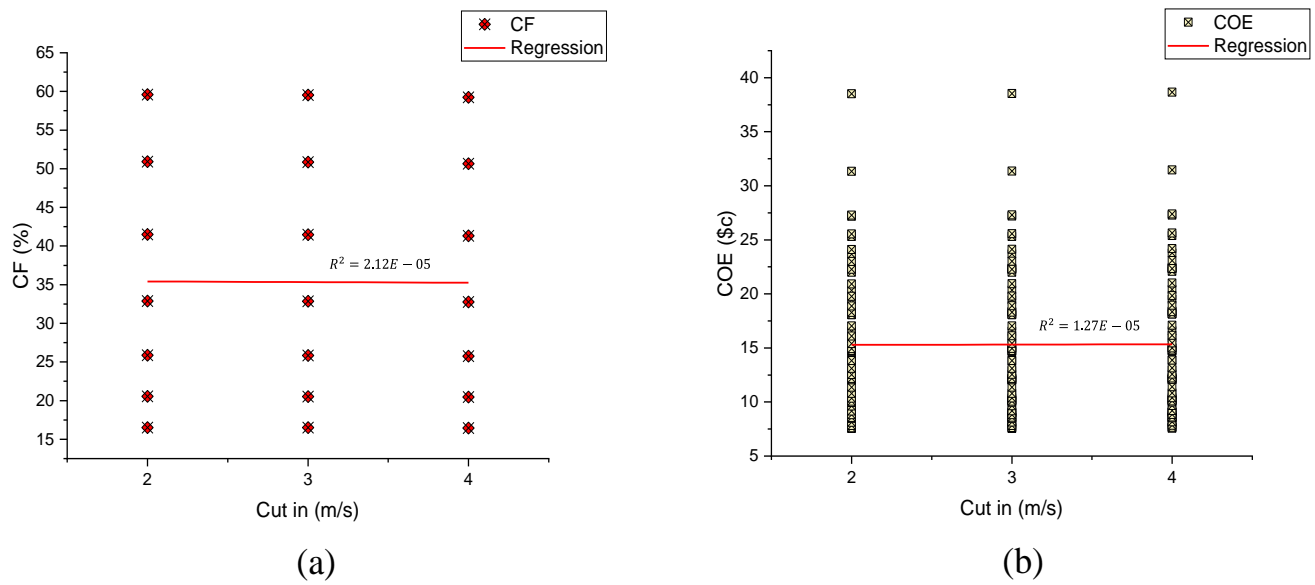 CF
Regression
65
60
55
50
45
40
35
30
25
20
15
CF (%)
R² = 2.12E − 05
2
3
4
Cut in (m/s)
(a)
COE
Regression
40
35
30
25
20
15
10
5
COE ($c)
R² = 1.27E − 05
2
3
4
Cut in (m/s)
(b)